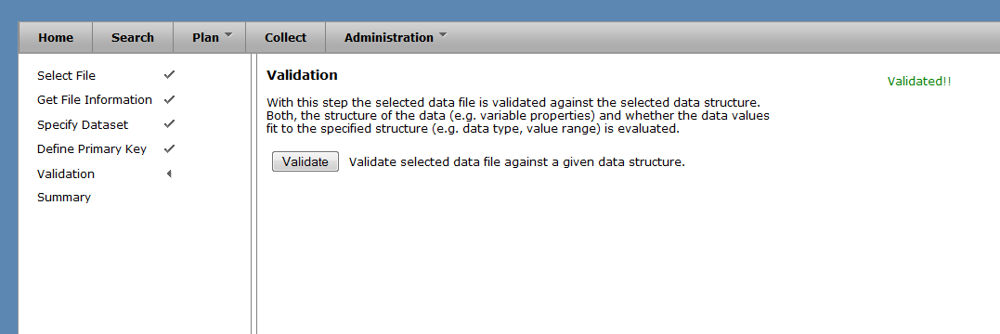 Home Search Plan Collect Administration
Select File
Get File Information
Specify Dataset
Define Primary Key
Validation
Summary
Validation
Validated!!
With this step the selected data file is validated against the selected data structure.
Both, the structure of the data (e.g. variable properties) and whether the data values
fit to the specified structure (e.g. data type, value range) is evaluated.
Validate Validate selected data file against a given data structure.